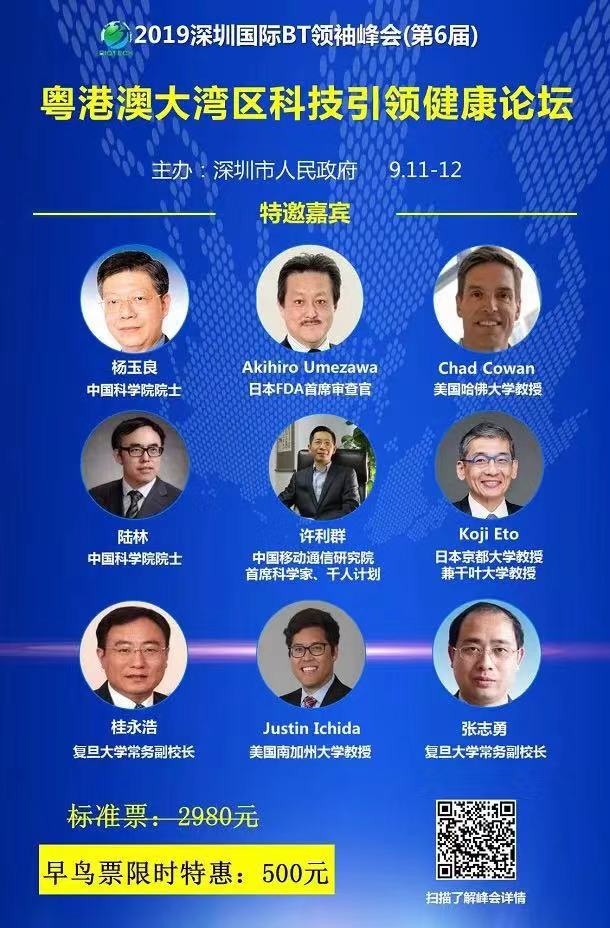 BIOTECH
2019深圳国际BT领袖峰会(第6届)
粤港澳大湾区科技引领健康论坛
主办：深圳市人民政府 9.11-12
特邀嘉宾
杨玉良
中国科学院院士
Akihiro Umezawa
日本FDA首席审查官
Chad Cowan
美国哈佛大学教授
陆林
中国科学院院士
许利群
中国移动通信研究院
首席科学家、千人计划
Koji Eto
日本京都大学教授
兼千叶大学教授
桂永浩
复旦大学常务副校长
Justin Ichida
美国南加州大学教授
张志勇
复旦大学常务副校长
标准票：2980元
早鸟票限时特惠：500元
扫描了解峰会详情